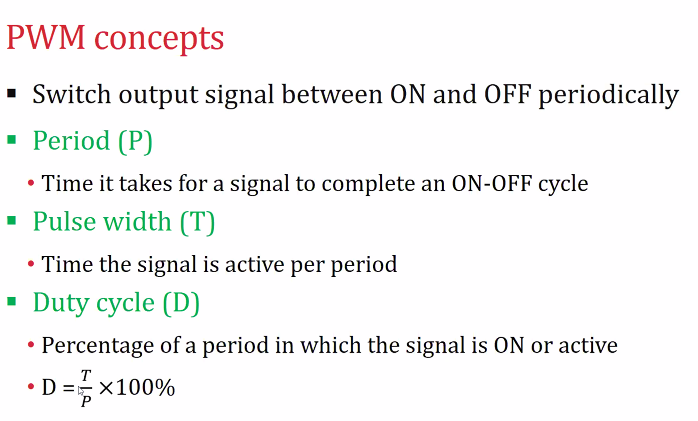 PWM concepts
▪ Switch output signal between ON and OFF periodically
▪ Period (P)
• Time it takes for a signal to complete an ON-OFF cycle
▪ Pulse width (T)
• Time the signal is active per period
▪ Duty cycle (D)
• Percentage of a period in which the signal is ON or active
• D = T/P ×100%